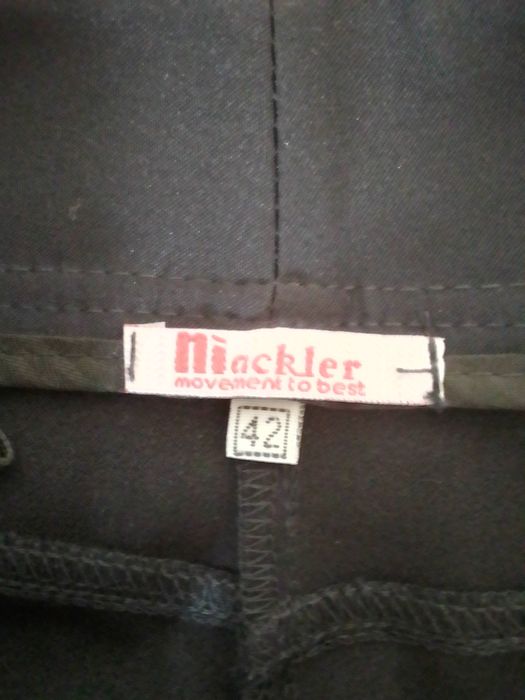 niackler
movement to best
42